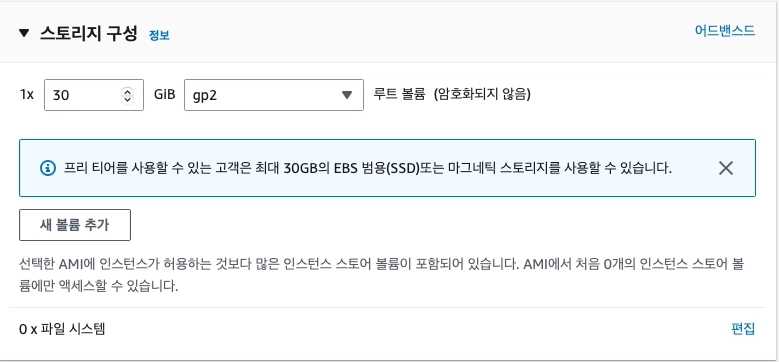 ▼ 스토리지 구성 정보 어드밴스드
1x 30 GiB gp2 루트 볼륨 (암호화되지 않음)
프리 티어를 사용할 수 있는 고객은 최대 30GB의 EBS 범용(SSD)또는 마그네틱 스토리지를 사용할 수 있습니다.
새 볼륨 추가
선택한 AMI에 인스턴스가 허용하는 것보다 많은 인스턴스 스토어 볼륨이 포함되어 있습니다. AMI에서 처음 0개의 인스턴스 스토어 볼
륨에만 액세스할 수 있습니다.
0 x 파일 시스템 편집